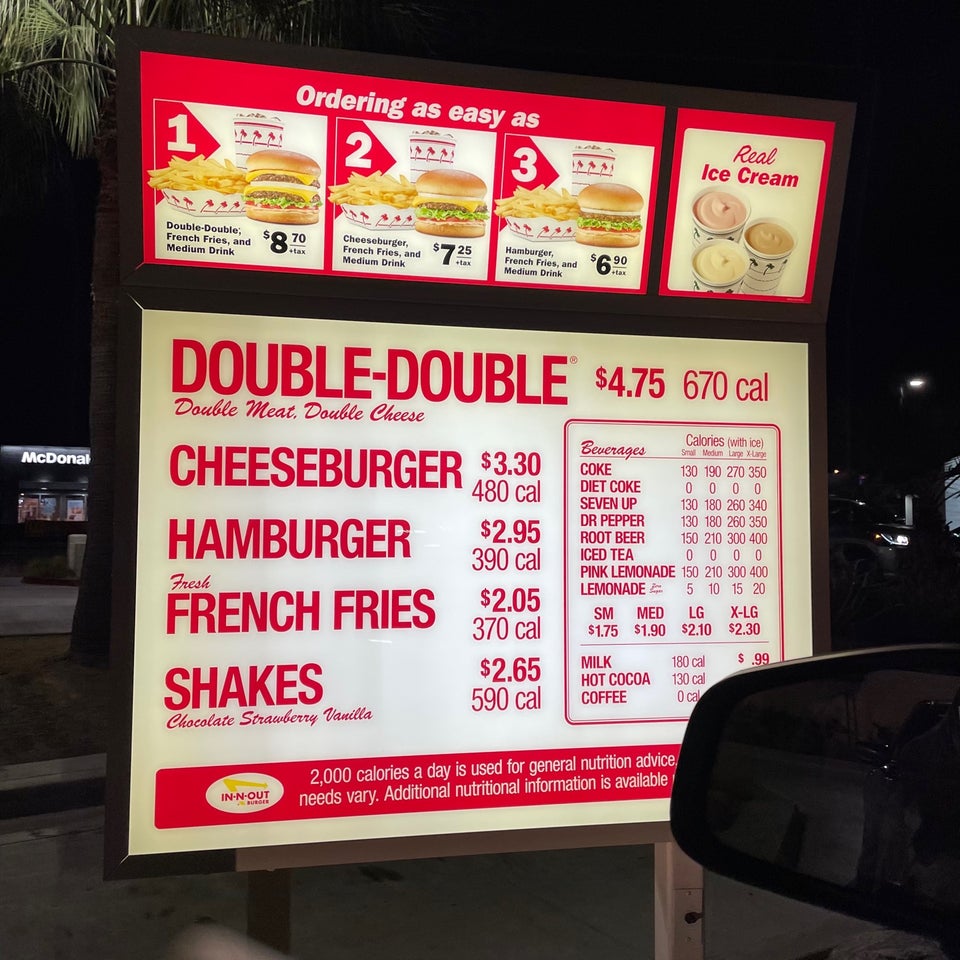 Ordering as easy as
1
Double-Double,
French Fries, and
Medium Drink
$8 70
+tax
2
Cheeseburger,
French Fries, and
Medium Drink
$7 25
+tax
3
Hamburger,
French Fries, and
Medium Drink
$6 90
+tax
Real
Ice Cream
DOUBLE-DOUBLE® $4.75 670 cal
Double Meat, Double Cheese
CHEESEBURGER $3.30
480 cal
HAMBURGER $2.95
390 cal
Fresh
FRENCH FRIES $2.05
370 cal
SHAKES $2.65
590 cal
Chocolate Strawberry Vanilla
Beverages Calories (with ice)
Small Medium Large X-Large
COKE 130 190 270 350
DIET COKE 0 0 0 0
SEVEN UP 130 180 260 340
DR PEPPER 130 180 260 350
ROOT BEER 150 210 300 400
ICED TEA 0 0 0 0
PINK LEMONADE 150 210 300 400
LEMONADE Zero Sugar 5 10 15 20
SM MED LG X-LG
$1.75 $1.90 $2.10 $2.30
MILK 180 cal $ .99
HOT COCOA 130 cal
COFFEE 0 cal
IN-N-OUT
BURGER
2,000 calories a day is used for general nutrition advice,
needs vary. Additional nutritional information is available
McDonal